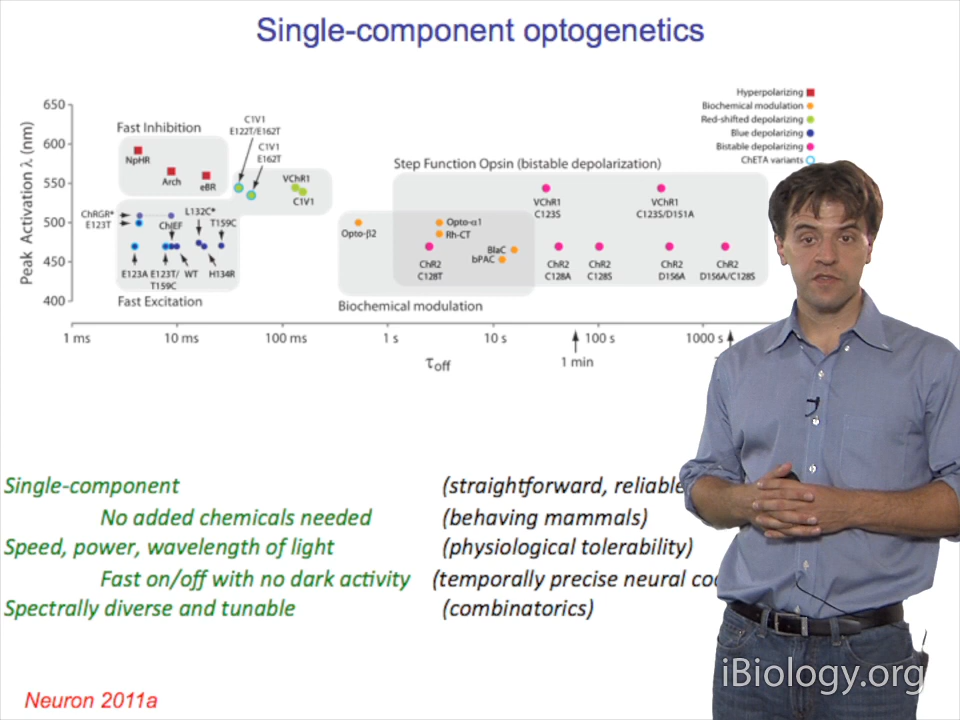 Single-component optogenetics
Peak Activation λ (nm)
650
600
550
500
450
400
Hyperpolarizing
Biochemical modulation
Red-shifted depolarizing
Blue depolarizing
Bistable depolarizing
ChETA variants
Fast Inhibition
NpHR
Arch
eBR
C1V1
E122T/E162T
C1V1
E162T
VChR1
C1V1
Step Function Opsin (bistable depolarization)
VChR1
C123S
VChR1
C123S/D151A
ChRGR*
E123T
ChIEF
L132C*
T159C
E123A
E123T/
T159C
WT
H134R
Fast Excitation
Opto-β2
Opto-α1
Rh-CT
BlaC
bPAC
ChR2
C128T
ChR2
C128A
ChR2
C128S
ChR2
D156A
ChR2
D156A/C128S
Biochemical modulation
1 ms
10 ms
100 ms
1 s
10 s
100 s
1000 s
τoff
1 min
Single-component (straightforward, reliable
No added chemicals needed (behaving mammals)
Speed, power, wavelength of light (physiological tolerability)
Fast on/off with no dark activity (temporally precise neural
Spectrally diverse and tunable (combinatorics)
Neuron 2011a
iBiology.org